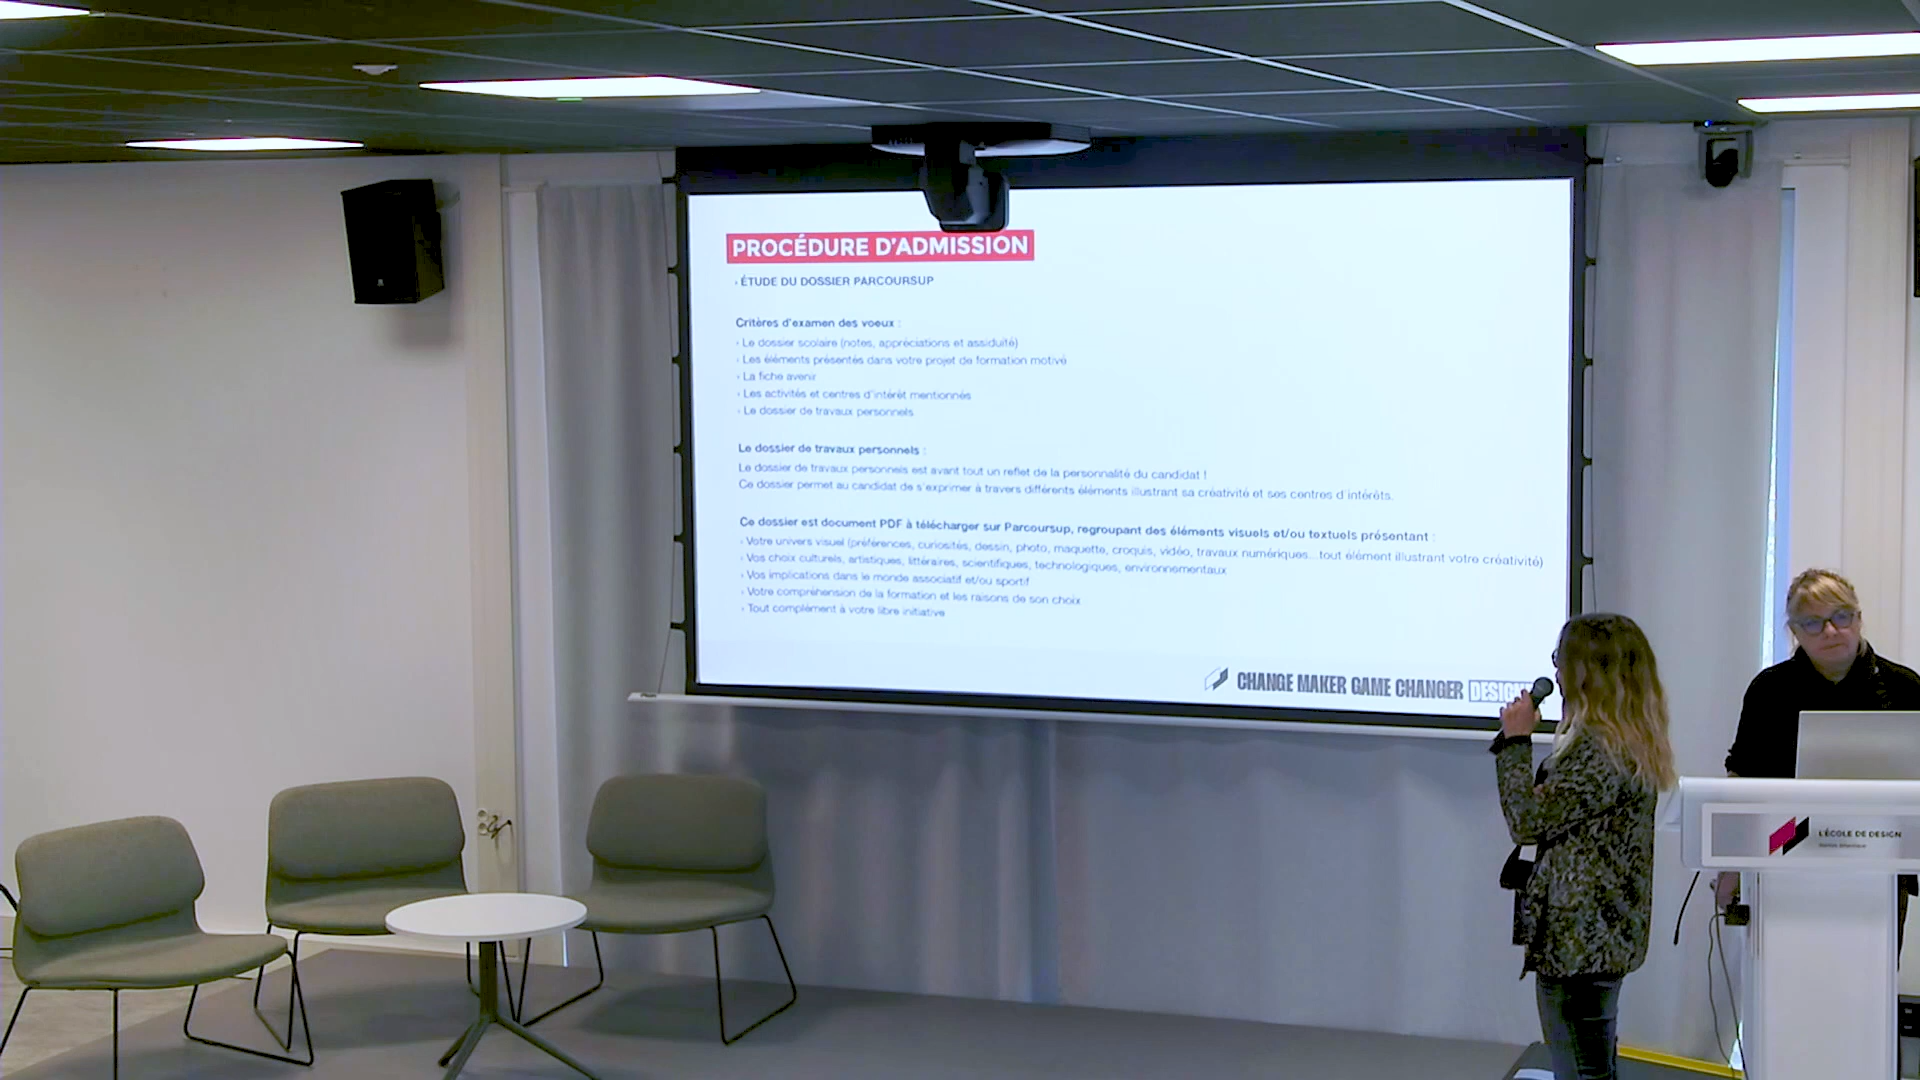 PROCÉDURE D'ADMISSION
› ÉTUDE DU DOSSIER PARCOURSUP
Critères d'examen des voeux :
› Le dossier scolaire (notes, appréciations et assiduité)
› Les éléments présentés dans votre projet de formation motivé
› La fiche avenir
› Les activités et centres d'intérêt mentionnés
› Le dossier de travaux personnels
Le dossier de travaux personnels :
Le dossier de travaux personnels est avant tout un reflet de la personnalité du candidat !
Ce dossier permet au candidat de s'exprimer à travers différents éléments illustrant sa créativité et ses centres d'intérêts.
Ce dossier est document PDF à télécharger sur Parcoursup, regroupant des éléments visuels et/ou textuels présentant :
› Votre univers visuel (préférences, curiosités, dessin, photo, maquette, croquis, vidéo, travaux numériques...tout élément illustrant votre créativité)
› Vos choix culturels, artistiques, littéraires, scientifiques, technologiques, environnementaux
› Vos implications dans le monde associatif et/ou sportif
› Votre compréhension de la formation et les raisons de son choix
› Tout complément à votre libre initiative
CHANGE MAKER GAME CHANGER DESIGN
L'ÉCOLE DE DESIGN